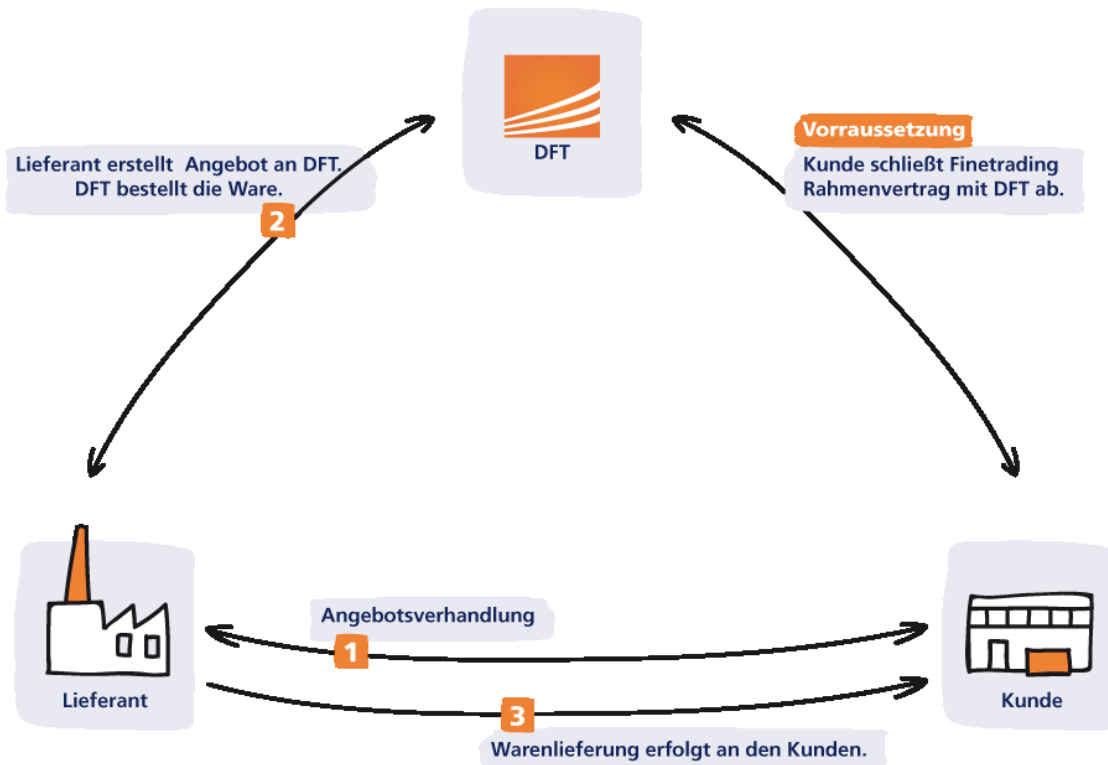 DFT
Vorraussetzung
Kunde schließt Finetrading
Rahmenvertrag mit DFT ab.
Lieferant erstellt Angebot an DFT.
DFT bestellt die Ware.
2
Angebotsverhandlung
1
Lieferant
Kunde
3
Warenlieferung erfolgt an den Kunden.